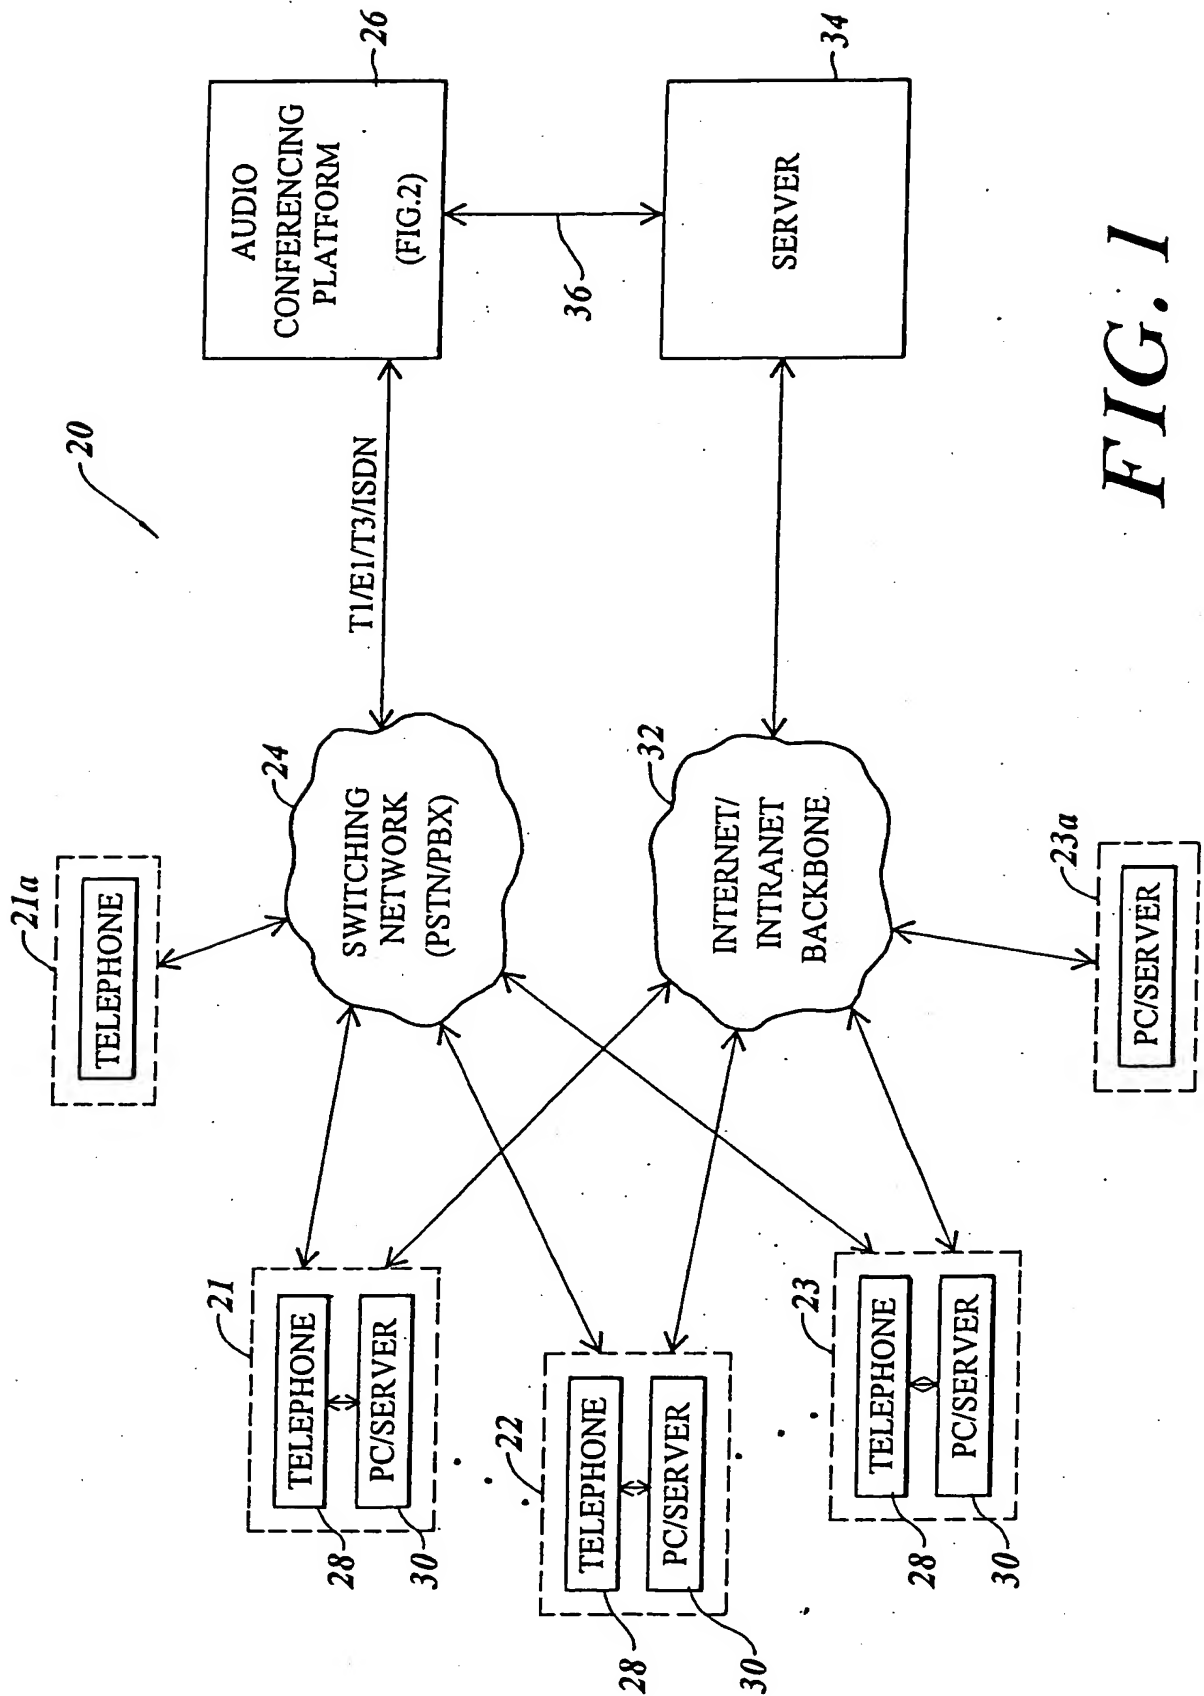 20
21a
TELEPHONE
21
TELEPHONE
PC/SERVER
28
30
22
TELEPHONE
PC/SERVER
28
30
23
TELEPHONE
PC/SERVER
28
30
23a
PC/SERVER
24
SWITCHING
NETWORK
(PSTN/PBX)
32
INTERNET/
INTRANET
BACKBONE
T1/E1/T3/ISDN
26
AUDIO
CONFERENCING
PLATFORM
(FIG.2)
36
34
SERVER
FIG. 1